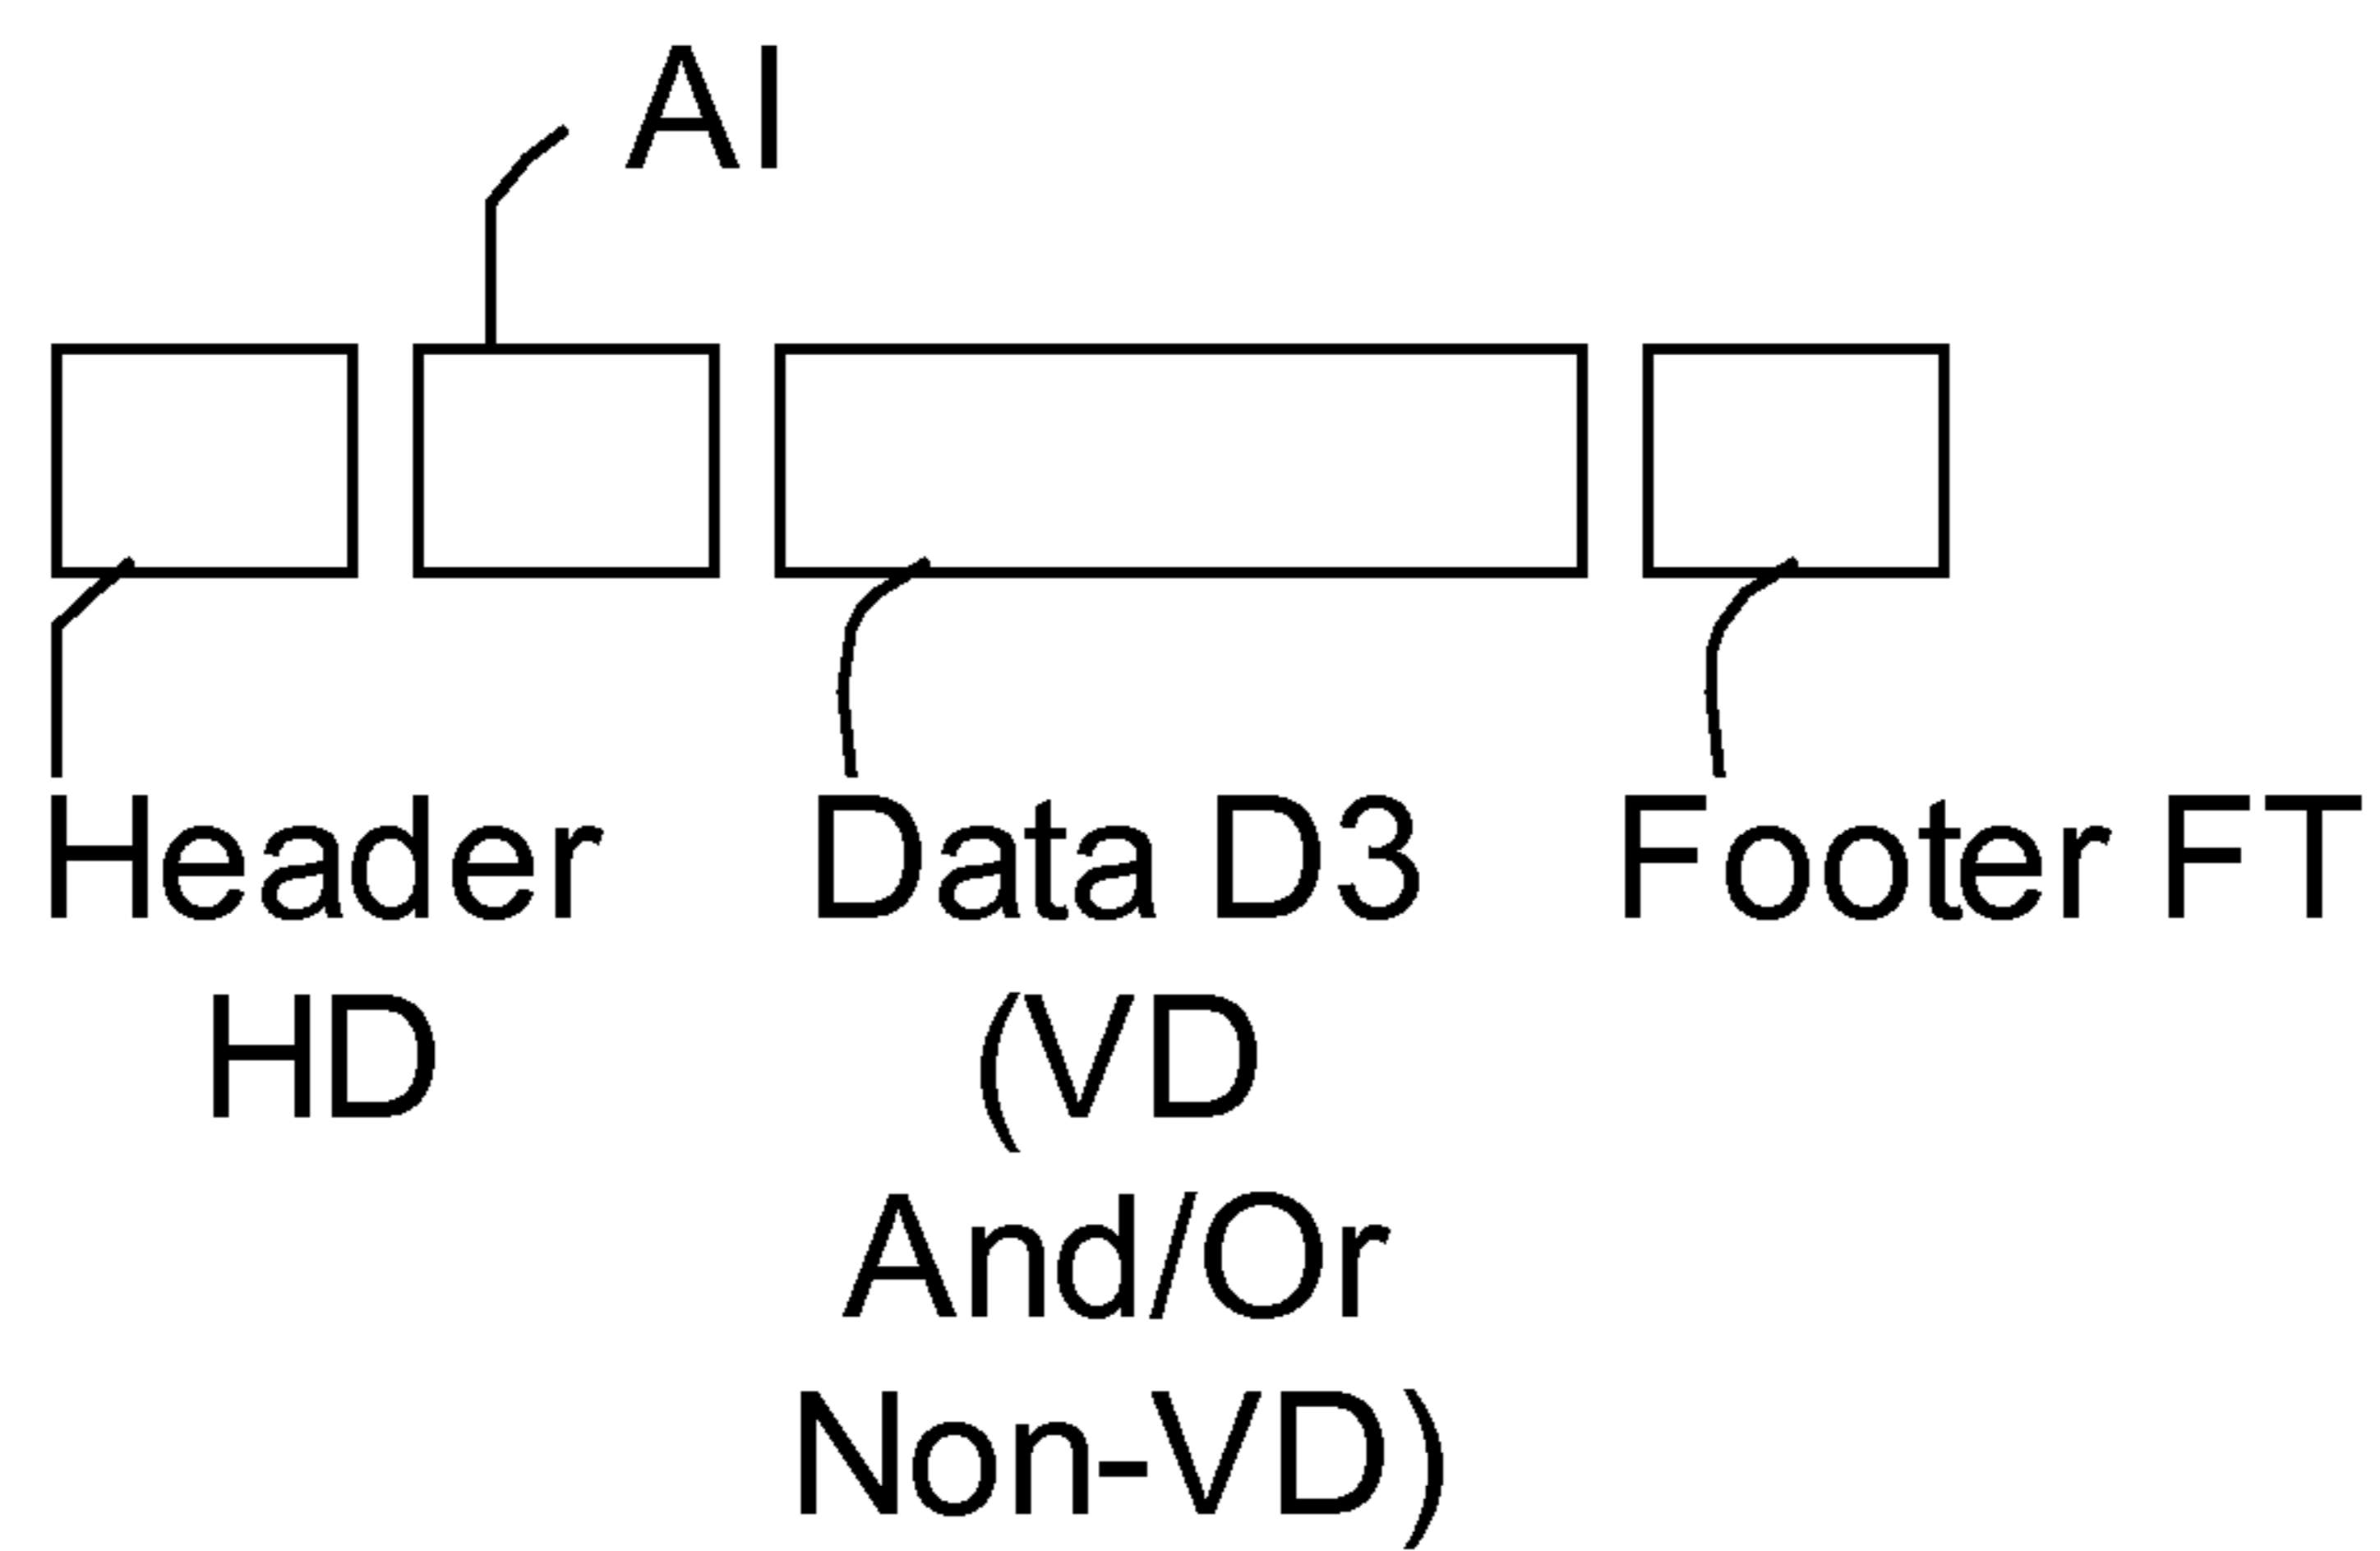 AI
Header
HD
Data D3
(VD
And/Or
Non-VD)
Footer FT